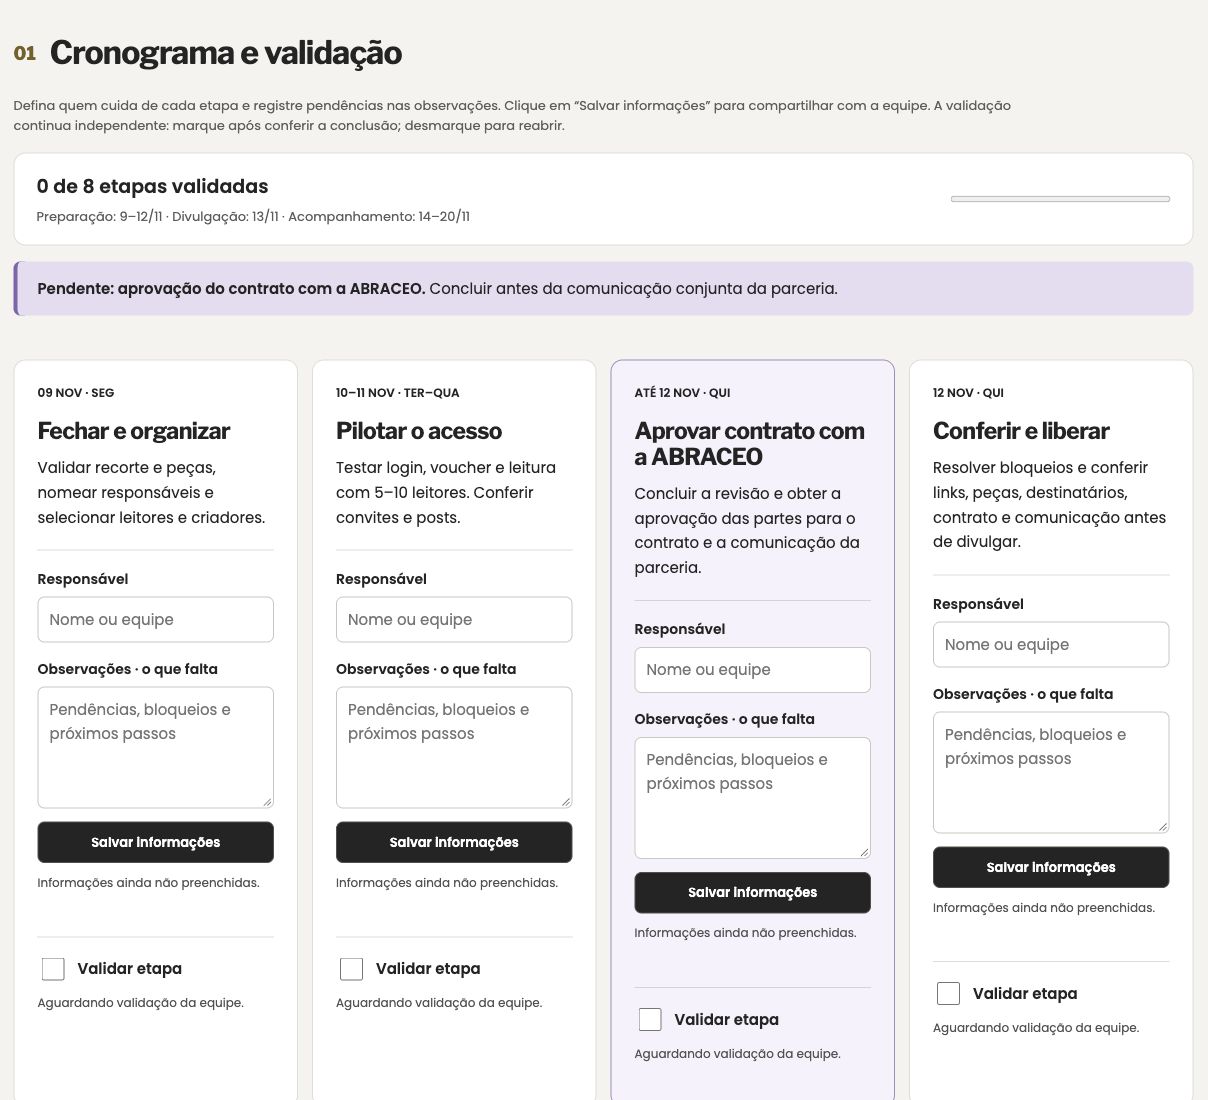 01 Cronograma e validação
Defina quem cuida de cada etapa e registre pendências nas observações. Clique em “Salvar informações” para compartilhar com a equipe. A validação
continua independente: marque após conferir a conclusão; desmarque para reabrir.
0 de 8 etapas validadas
Preparação: 9–12/11 · Divulgação: 13/11 · Acompanhamento: 14–20/11
Pendente: aprovação do contrato com a ABRACEO. Concluir antes da comunicação conjunta da parceria.
09 NOV · SEG
Fechar e organizar
Validar recorte e peças,
nomear responsáveis e
selecionar leitores e criadores.
Responsável
Nome ou equipe
Observações · o que falta
Pendências, bloqueios e
próximos passos
Salvar informações
Informações ainda não preenchidas.
Validar etapa
Aguardando validação da equipe.
10–11 NOV · TER–QUA
Pilotar o acesso
Testar login, voucher e leitura
com 5–10 leitores. Conferir
convites e posts.
Responsável
Nome ou equipe
Observações · o que falta
Pendências, bloqueios e
próximos passos
Salvar informações
Informações ainda não preenchidas.
Validar etapa
Aguardando validação da equipe.
ATÉ 12 NOV · QUI
Aprovar contrato com
a ABRACEO
Concluir a revisão e obter a
aprovação das partes para o
contrato e a comunicação da
parceria.
Responsável
Nome ou equipe
Observações · o que falta
Pendências, bloqueios e
próximos passos
Salvar informações
Informações ainda não preenchidas.
Validar etapa
Aguardando validação da equipe.
12 NOV · QUI
Conferir e liberar
Resolver bloqueios e conferir
links, peças, destinatários,
contrato e comunicação antes
de divulgar.
Responsável
Nome ou equipe
Observações · o que falta
Pendências, bloqueios e
próximos passos
Salvar informações
Informações ainda não preenchidas.
Validar etapa
Aguardando validação da equipe.